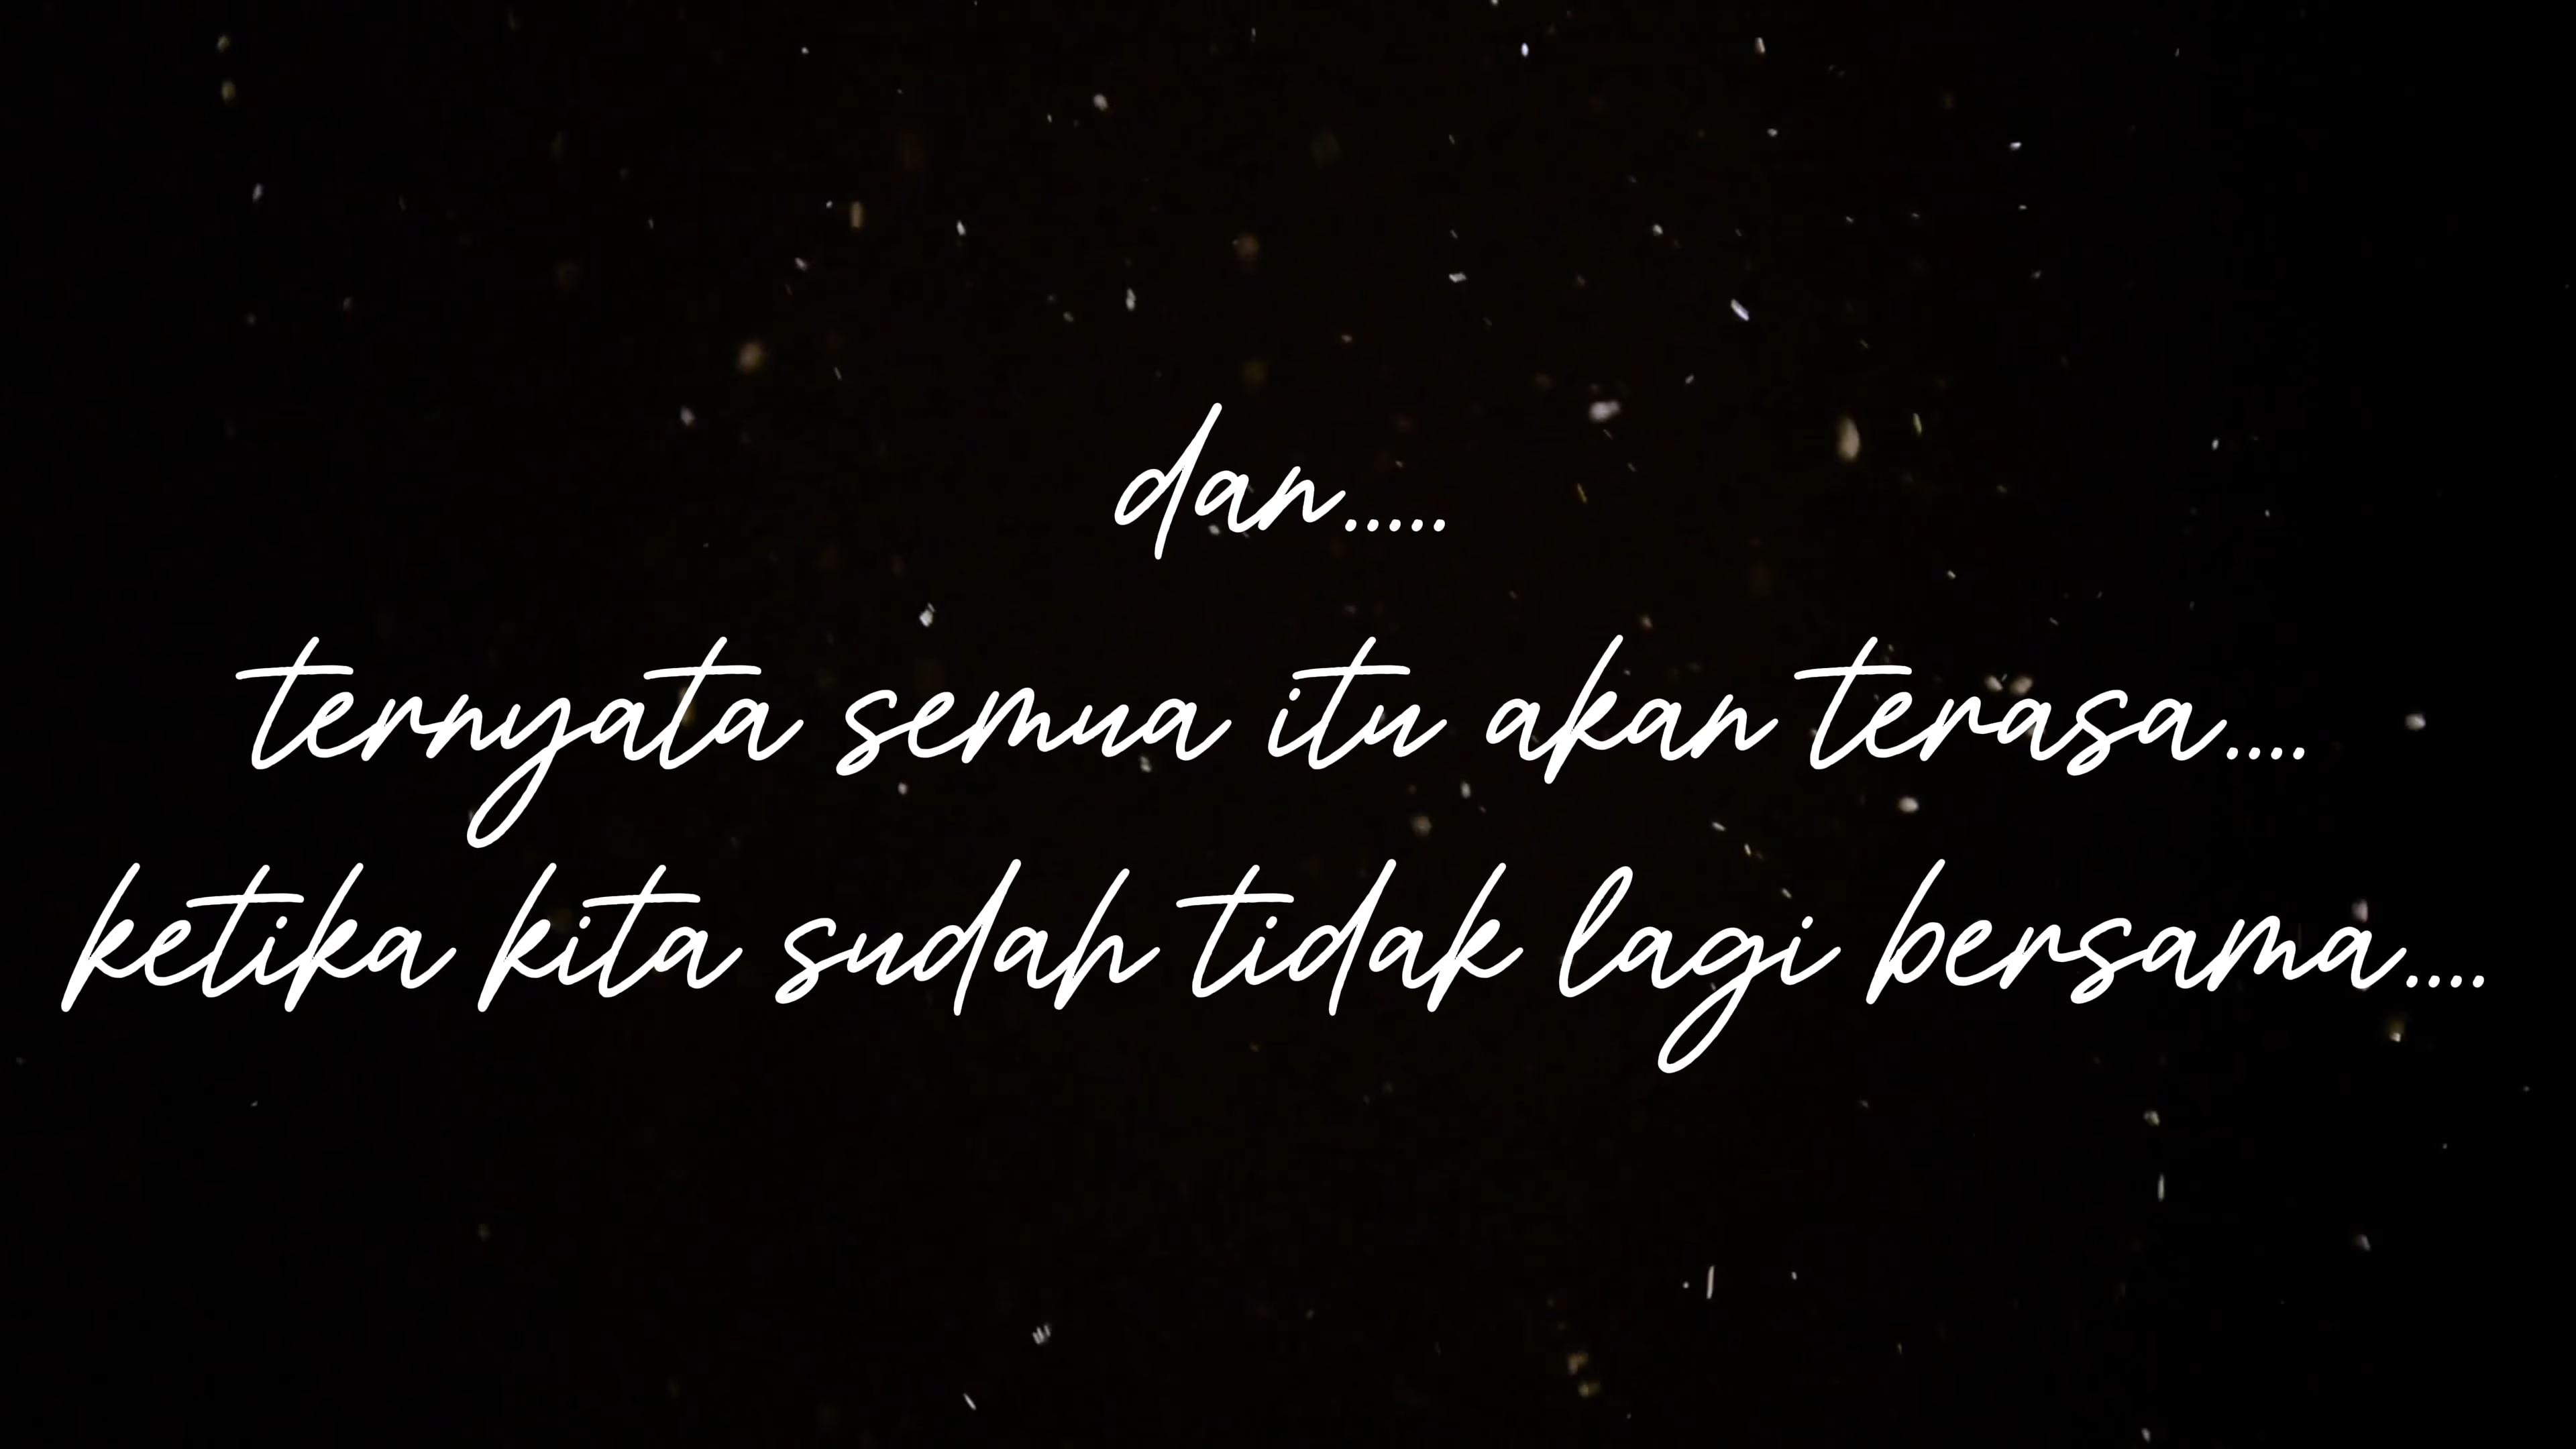 dan.....
ternyata semua itu akan terasa....
ketika kita sudah tidak lagi bersama....